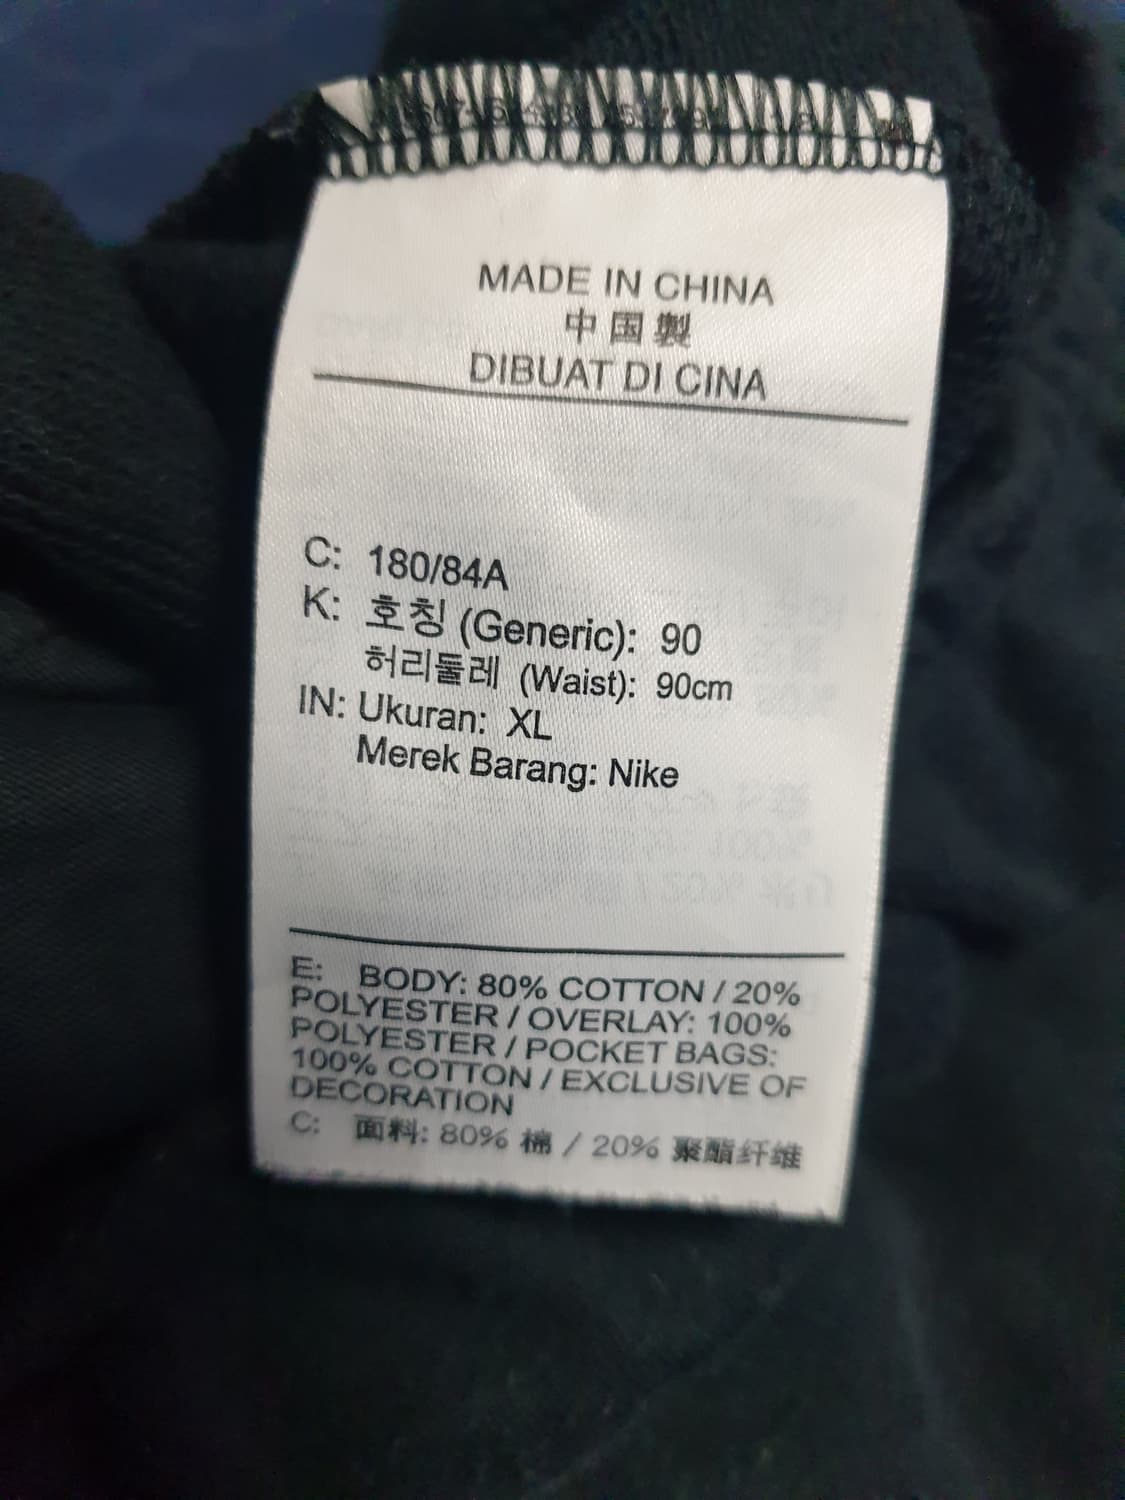 MADE IN CHINA
中国製
DIBUAT DI CINA
C: 180/84A
K: 호칭 (Generic): 90
허리둘레 (Waist): 90cm
IN: Ukuran: XL
Merek Barang: Nike
E: BODY: 80% COTTON / 20%
POLYESTER / OVERLAY: 100%
POLYESTER / POCKET BAGS:
100% COTTON / EXCLUSIVE OF
DECORATION
C: 面料: 80% 棉 / 20% 聚酯纤维